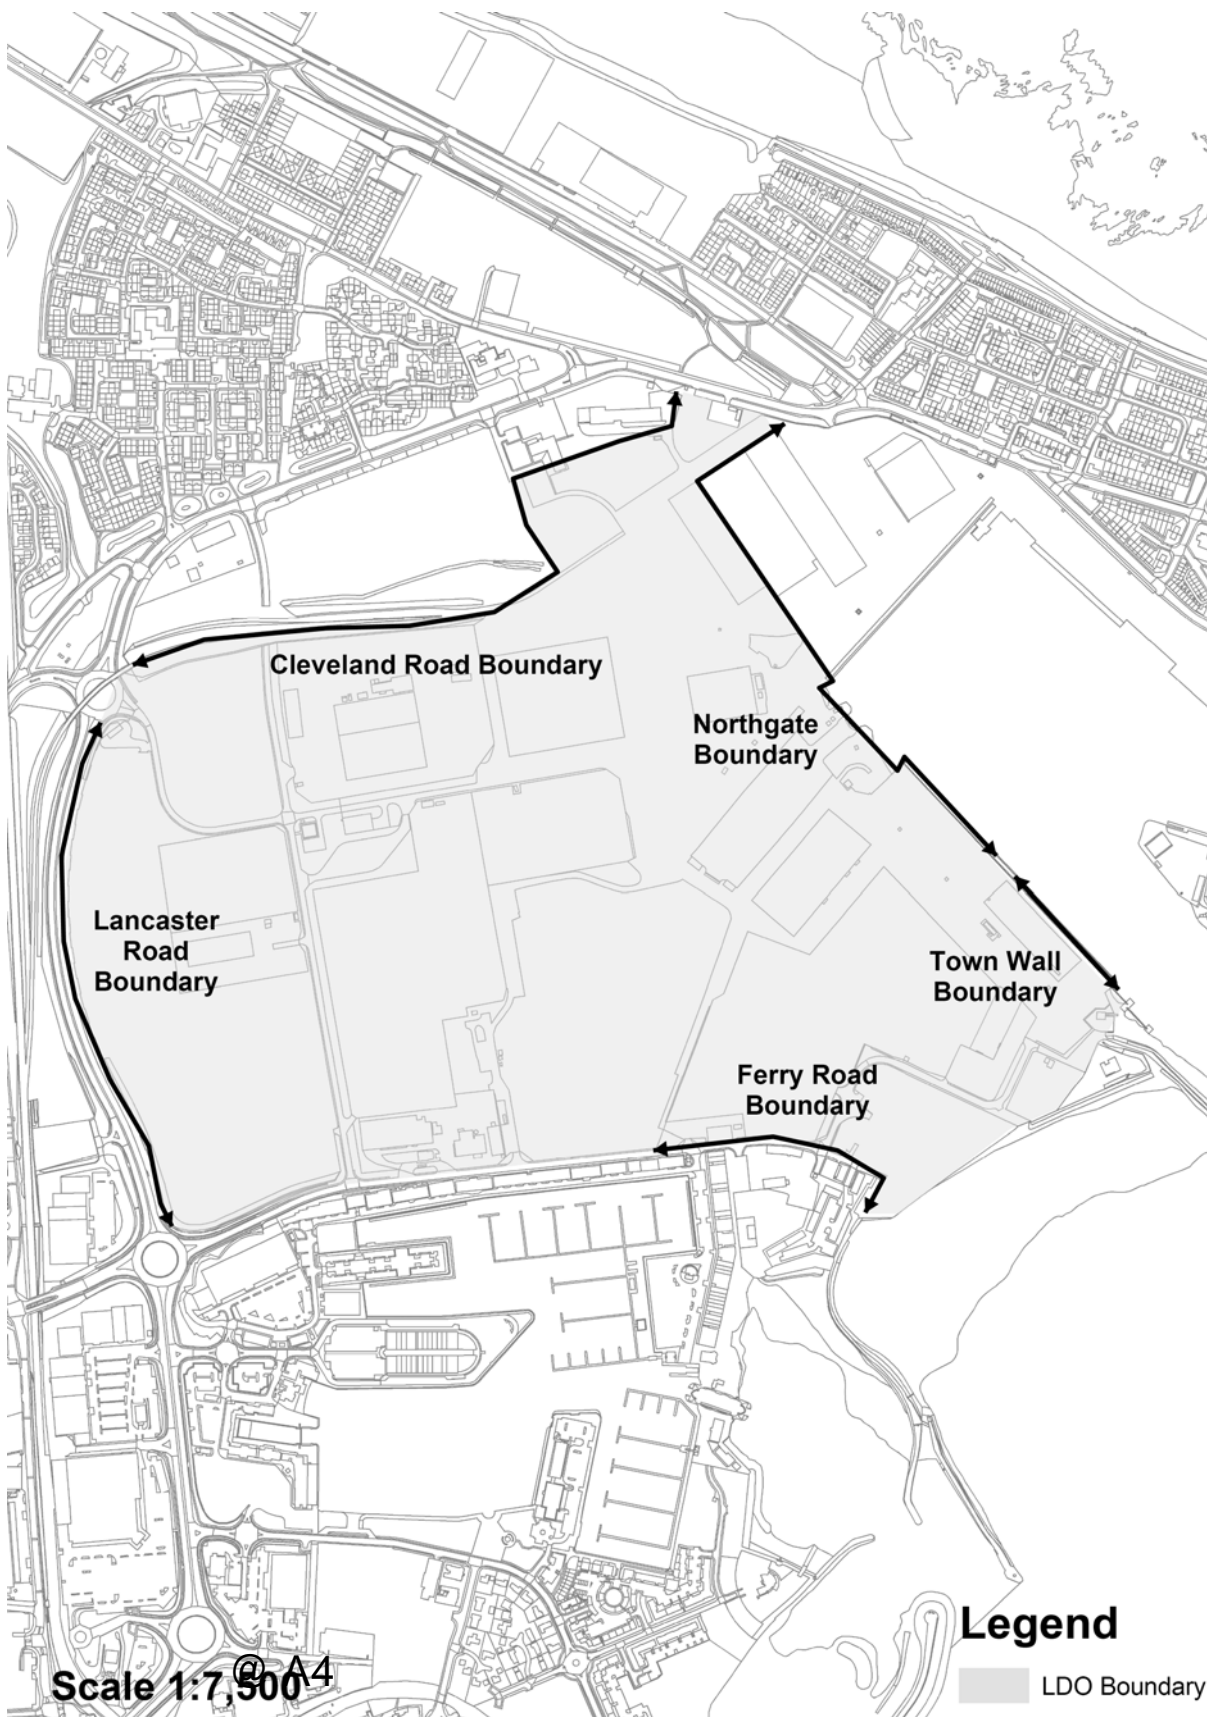 Cleveland Road Boundary
Northgate
Boundary
Lancaster
Road
Boundary
Town Wall
Boundary
Ferry Road
Boundary
Legend
LDO Boundary
Scale 1:7,500 @ A4